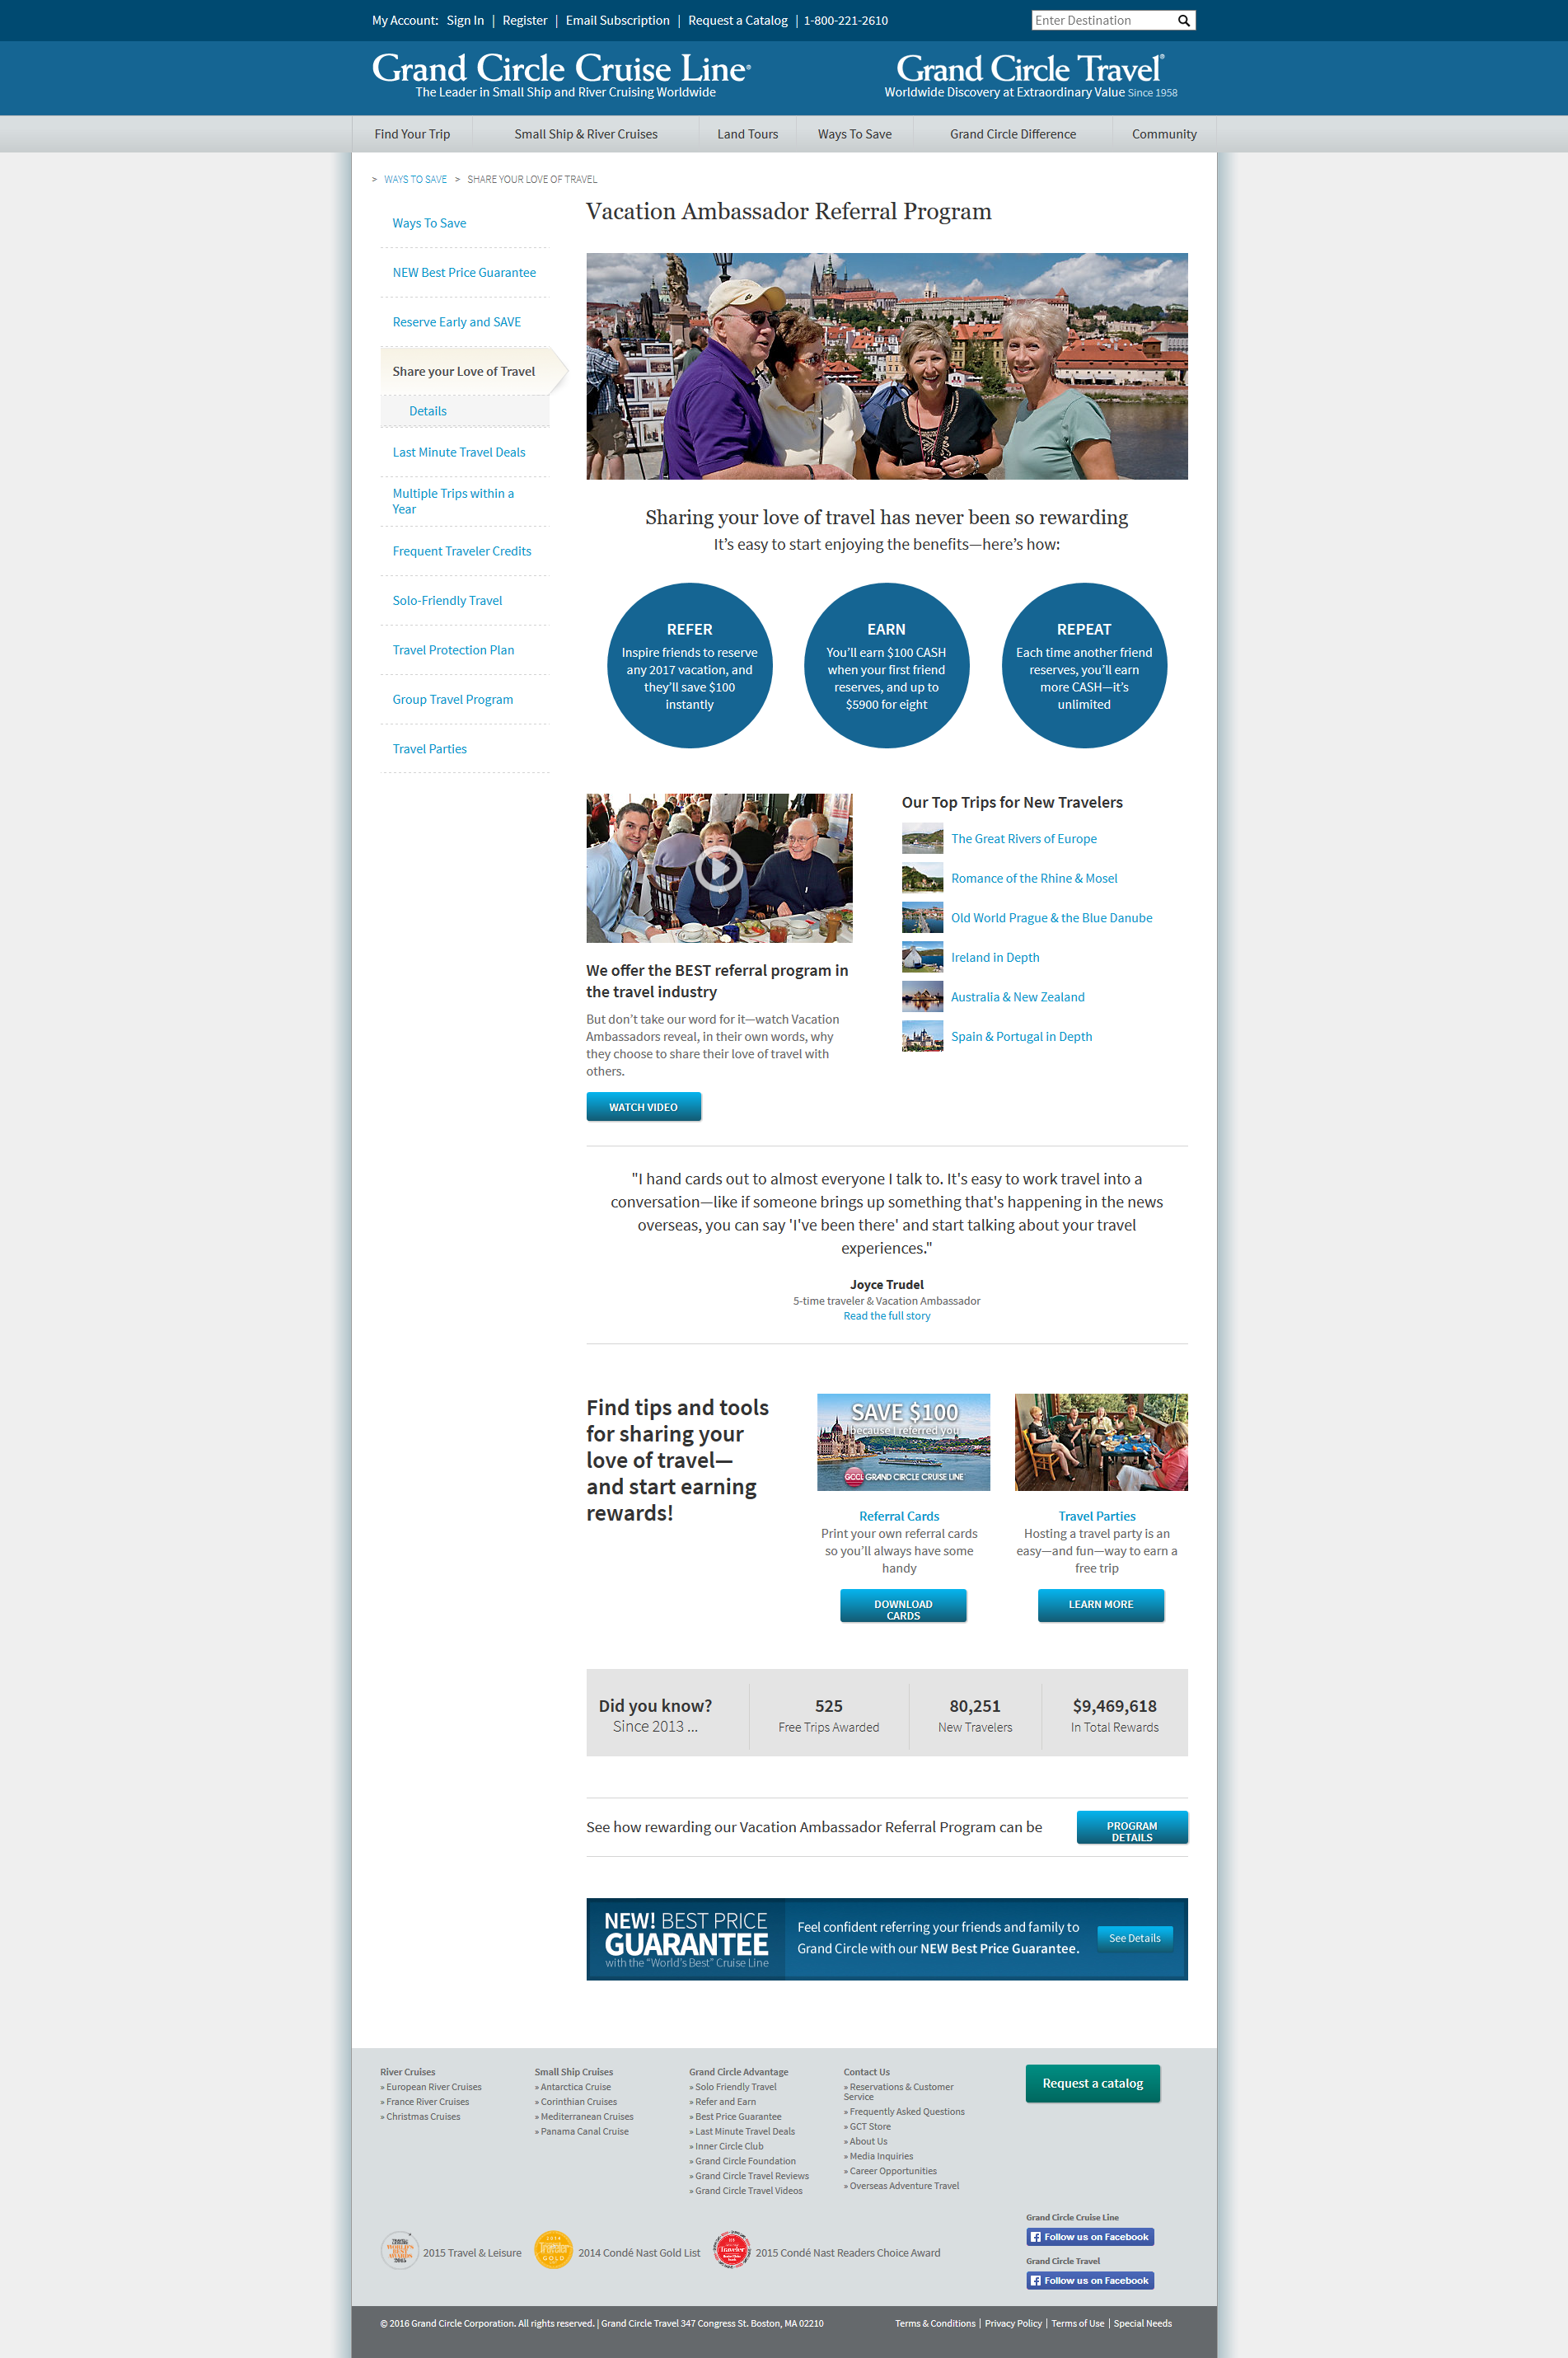 My Account: Sign In | Register | Email Subscription | Request a Catalog | 1-800-221-2610
Enter Destination
Grand Circle Cruise Line®
The Leader in Small Ship and River Cruising Worldwide
Grand Circle Travel®
Worldwide Discovery at Extraordinary Value Since 1958
Find Your Trip
Small Ship & River Cruises
Land Tours
Ways To Save
Grand Circle Difference
Community
> WAYS TO SAVE > SHARE YOUR LOVE OF TRAVEL
Ways To Save
NEW Best Price Guarantee
Reserve Early and SAVE
Share your Love of Travel
Details
Last Minute Travel Deals
Multiple Trips within a
Year
Frequent Traveler Credits
Solo-Friendly Travel
Travel Protection Plan
Group Travel Program
Travel Parties
Vacation Ambassador Referral Program
Sharing your love of travel has never been so rewarding
It’s easy to start enjoying the benefits—here’s how:
REFER
Inspire friends to reserve
any 2017 vacation, and
they’ll save $100
instantly
EARN
You’ll earn $100 CASH
when your first friend
reserves, and up to
$5900 for eight
REPEAT
Each time another friend
reserves, you’ll earn
more CASH—it’s
unlimited
We offer the BEST referral program in
the travel industry
But don’t take our word for it—watch Vacation
Ambassadors reveal, in their own words, why
they choose to share their love of travel with
others.
WATCH VIDEO
Our Top Trips for New Travelers
The Great Rivers of Europe
Romance of the Rhine & Mosel
Old World Prague & the Blue Danube
Ireland in Depth
Australia & New Zealand
Spain & Portugal in Depth
"I hand cards out to almost everyone I talk to. It's easy to work travel into a
conversation—like if someone brings up something that's happening in the news
overseas, you can say 'I've been there' and start talking about your travel
experiences."
Joyce Trudel
5-time traveler & Vacation Ambassador
Read the full story
Find tips and tools
for sharing your
love of travel—
and start earning
rewards!
SAVE $100
because I referred you
GCCL GRAND CIRCLE CRUISE LINE
Referral Cards
Print your own referral cards
so you’ll always have some
handy
DOWNLOAD
CARDS
Travel Parties
Hosting a travel party is an
easy—and fun—way to earn a
free trip
LEARN MORE
Did you know?
Since 2013 ...
525
Free Trips Awarded
80,251
New Travelers
$9,469,618
In Total Rewards
See how rewarding our Vacation Ambassador Referral Program can be
PROGRAM
DETAILS
NEW! BEST PRICE
GUARANTEE
with the “World’s Best” Cruise Line
Feel confident referring your friends and family to
Grand Circle with our NEW Best Price Guarantee.
See Details
River Cruises
» European River Cruises
» France River Cruises
» Christmas Cruises
Small Ship Cruises
» Antarctica Cruise
» Corinthian Cruises
» Mediterranean Cruises
» Panama Canal Cruise
Grand Circle Advantage
» Solo Friendly Travel
» Refer and Earn
» Best Price Guarantee
» Last Minute Travel Deals
» Inner Circle Club
» Grand Circle Foundation
» Grand Circle Travel Reviews
» Grand Circle Travel Videos
Contact Us
» Reservations & Customer
Service
» Frequently Asked Questions
» GCT Store
» About Us
» Media Inquiries
» Career Opportunities
» Overseas Adventure Travel
Request a catalog
Grand Circle Cruise Line
Follow us on Facebook
Grand Circle Travel
Follow us on Facebook
WORLD'S
BEST
AWARDS
2015
2015 Travel & Leisure
2014
Traveler
GOLD
2014 Condé Nast Gold List
Traveler
2015 Condé Nast Readers Choice Award
© 2016 Grand Circle Corporation. All rights reserved. | Grand Circle Travel 347 Congress St. Boston, MA 02210
Terms & Conditions | Privacy Policy | Terms of Use | Special Needs